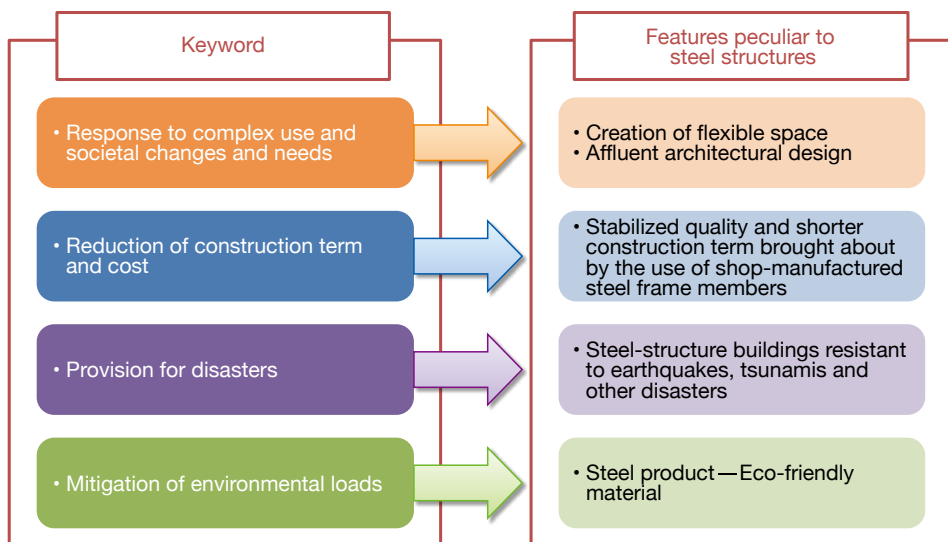 Keyword
Features peculiar to
steel structures
• Response to complex use and
societal changes and needs
• Creation of flexible space
• Affluent architectural design
• Reduction of construction term
and cost
• Stabilized quality and shorter
construction term brought about
by the use of shop-manufactured
steel frame members
• Provision for disasters
• Steel-structure buildings resistant
to earthquakes, tsunamis and
other disasters
• Mitigation of environmental loads
• Steel product—Eco-friendly
material